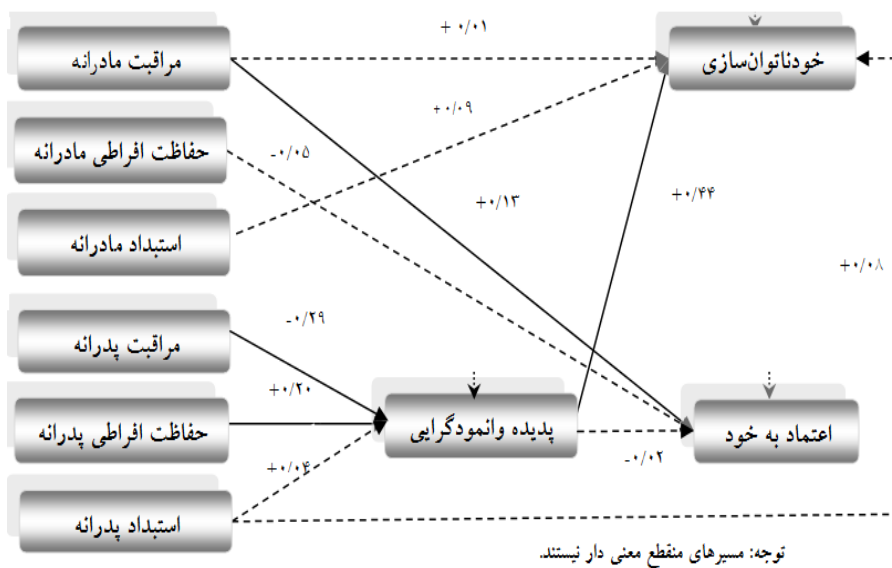 مراقبت مادرانه
+۰/۰۱
خودناتوان‌سازی
+۰/۰۹
حفاظت افراطی مادرانه
-۰/۰۵
+۰/۱۳
+۰/۴۴
استبداد مادرانه
+۰/۰۸
مراقبت پدرانه
-۰/۲۹
+۰/۲۰
حفاظت افراطی پدرانه
پدیده وانمودگرایی
اعتماد به خود
+۰/۰۴
-۰/۰۲
استبداد پدرانه
توجه: مسیرهای منقطع معنی دار نیستند.